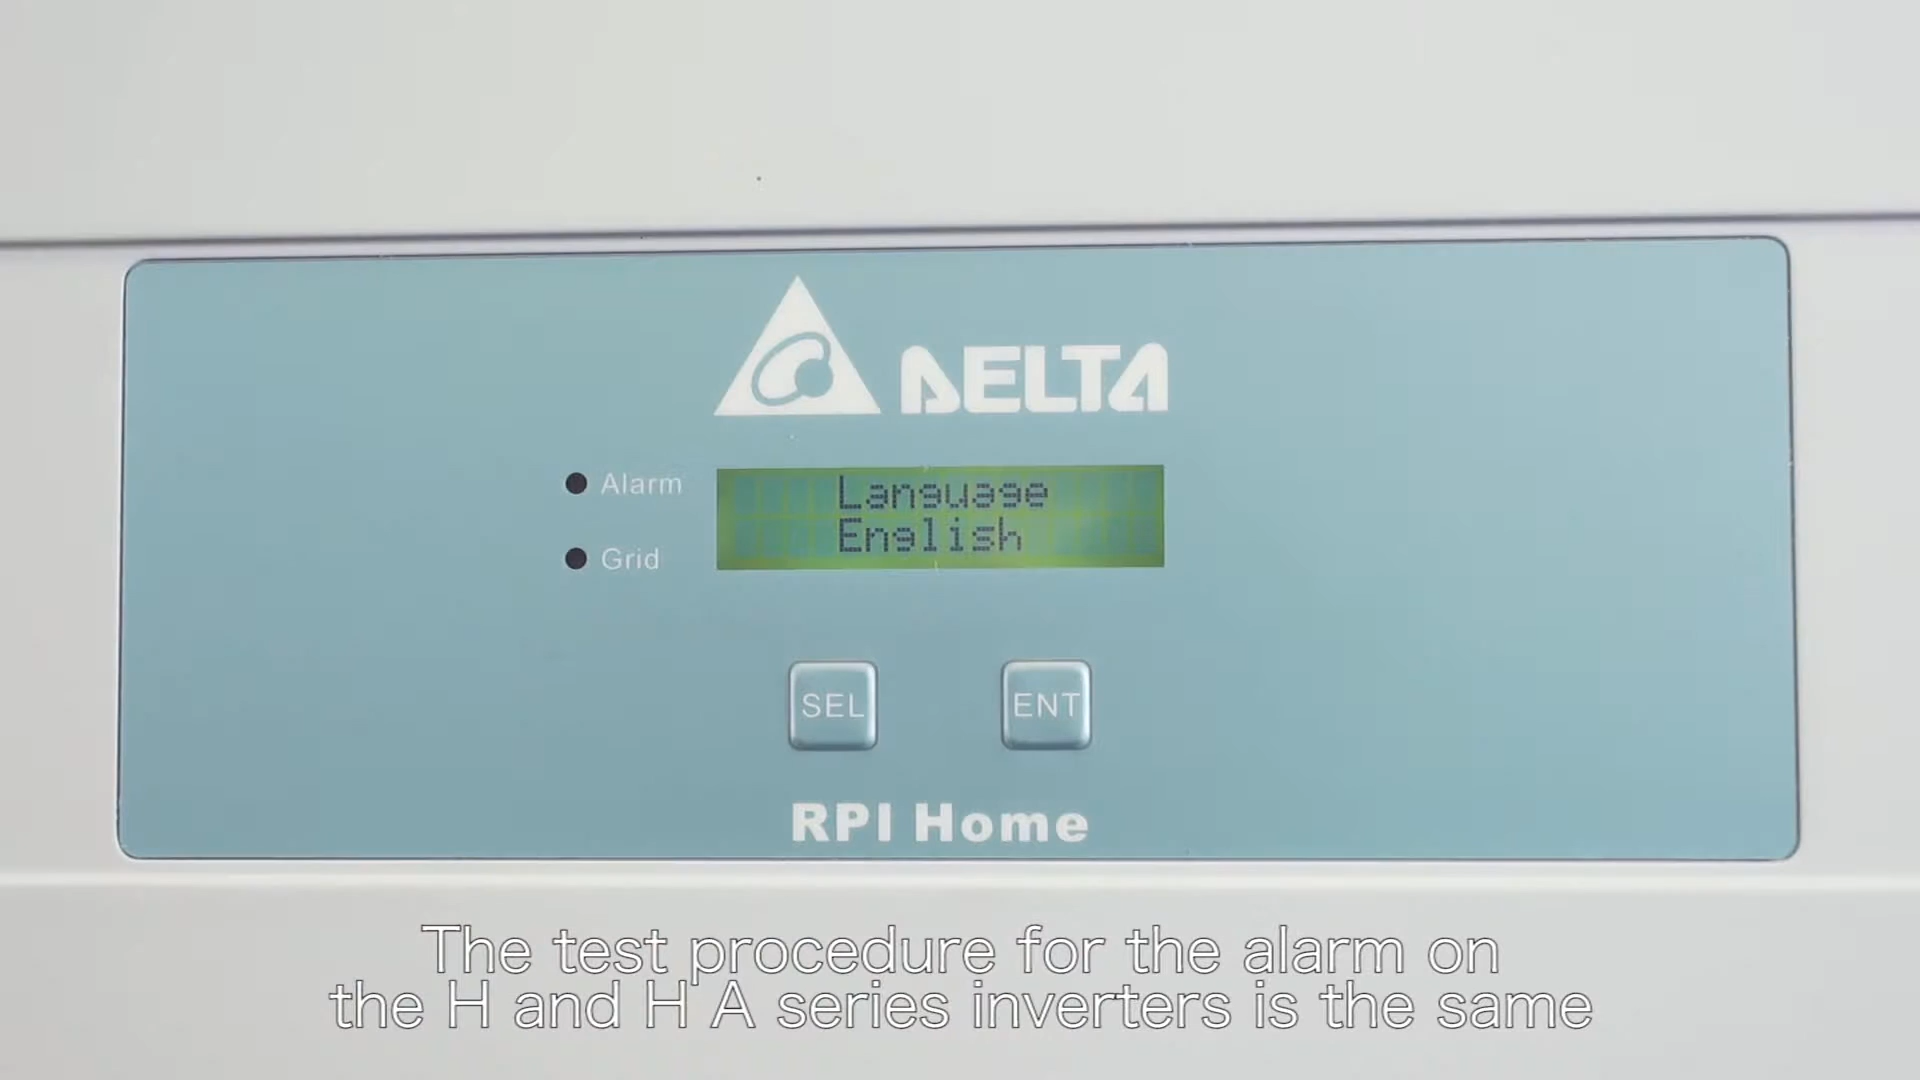 DELTA
Alarm
Language
English
Grid
SEL
ENT
RPI Home
The test procedure for the alarm on
the H and H A series inverters is the same